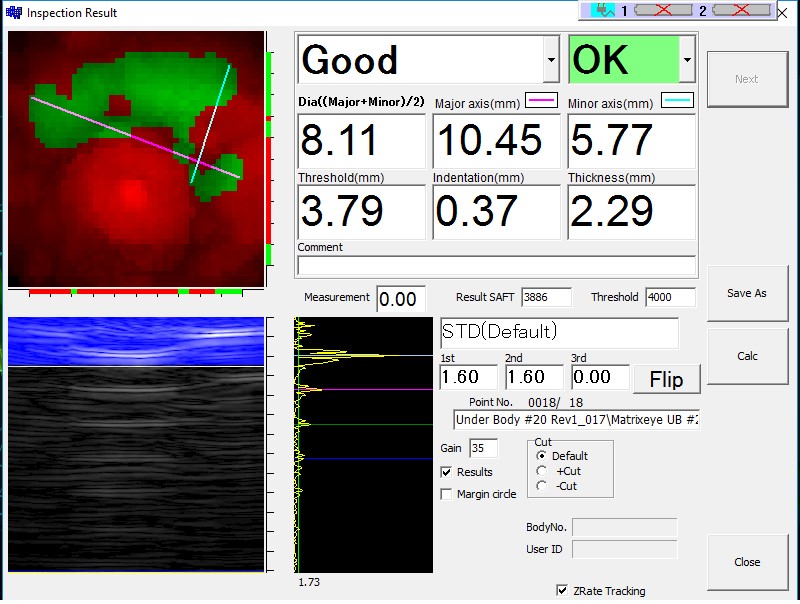 Inspection Result
1
2
Good
OK
Next
Dia((Major+Minor)/2)
Major axis(mm)
Minor axis(mm)
8.11
10.45
5.77
Threshold(mm)
Indentation(mm)
Thickness(mm)
3.79
0.37
2.29
Comment
Measurement
0.00
Result SAFT
3886
Threshold
4000
Save As
STD(Default)
1st
2nd
3rd
1.60
1.60
0.00
Flip
Calc
Point No.
0018/ 18
Under Body #20 Rev1_017\Matrixeye UB #2
Gain
35
Cut
Default
+Cut
-Cut
Results
Margin circle
BodyNo.
User ID
Close
1.73
ZRate Tracking